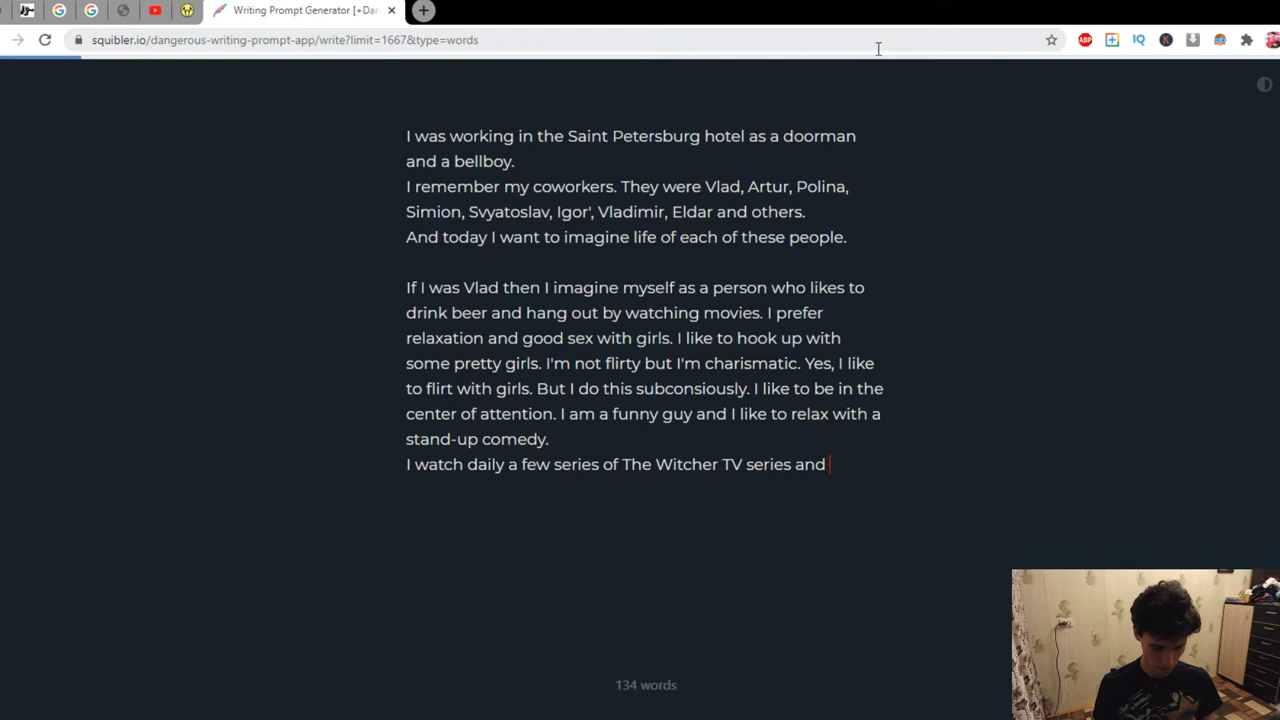 Writing Prompt Generator [+Dan
squibler.io/dangerous-writing-prompt-app/write?limit=1667&type=words
ABP
IQ
K
I was working in the Saint Petersburg hotel as a doorman
and a bellboy.
I remember my coworkers. They were Vlad, Artur, Polina,
Simion, Svyatoslav, Igor', Vladimir, Eldar and others.
And today I want to imagine life of each of these people.
If I was Vlad then I imagine myself as a person who likes to
drink beer and hang out by watching movies. I prefer
relaxation and good sex with girls. I like to hook up with
some pretty girls. I'm not flirty but I'm charismatic. Yes, I like
to flirt with girls. But I do this subconsiously. I like to be in the
center of attention. I am a funny guy and I like to relax with a
stand-up comedy.
I watch daily a few series of The Witcher TV series and
134 words